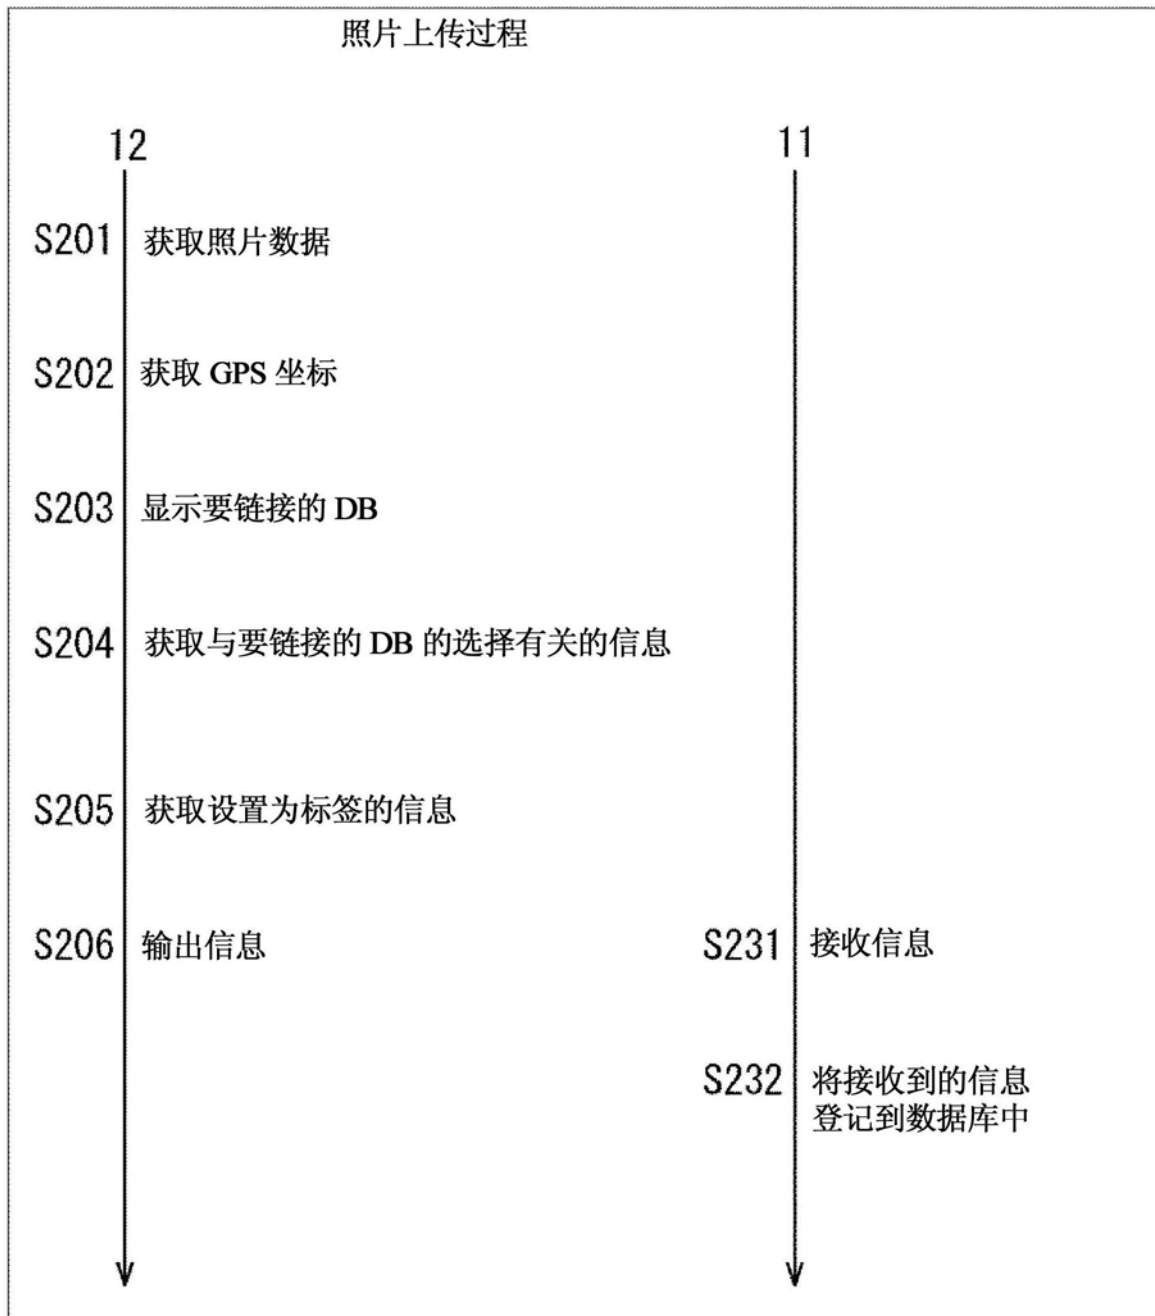 照片上传过程
12
11
S201 获取照片数据
S202 获取 GPS 坐标
S203 显示要链接的 DB
S204 获取与要链接的 DB 的选择有关的信息
S205 获取设置为标签的信息
S206 输出信息
S231 接收信息
S232 将接收到的信息
登记到数据库中